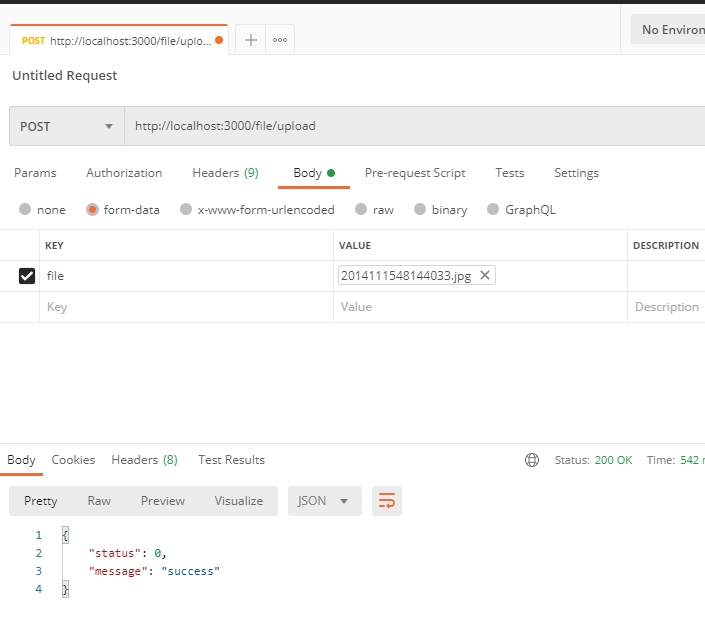 POST http://localhost:3000/file/uplo... No Environ
Untitled Request
POST http://localhost:3000/file/upload
Params Authorization Headers (9) Body Pre-request Script Tests Settings
none form-data x-www-form-urlencoded raw binary GraphQL
KEY VALUE DESCRIPTION
file 2014111548144033.jpg
Key Value Description
Body Cookies Headers (8) Test Results Status: 200 OK Time: 542 m
Pretty Raw Preview Visualize JSON
1 {
2 "status": 0,
3 "message": "success"
4 }